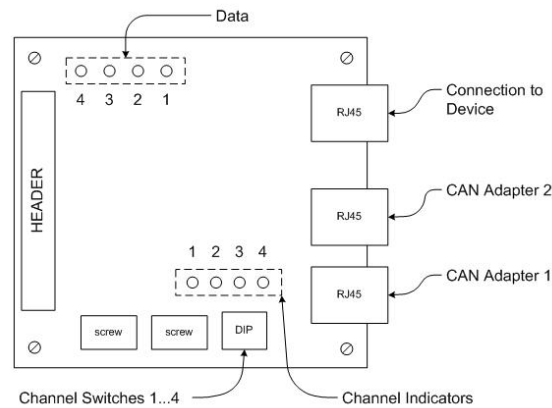 Data
4 3 2 1
RJ45
Connection to
Device
HEADER
RJ45
CAN Adapter 2
1 2 3 4
RJ45
CAN Adapter 1
screw
screw
DIP
Channel Switches 1...4
Channel Indicators